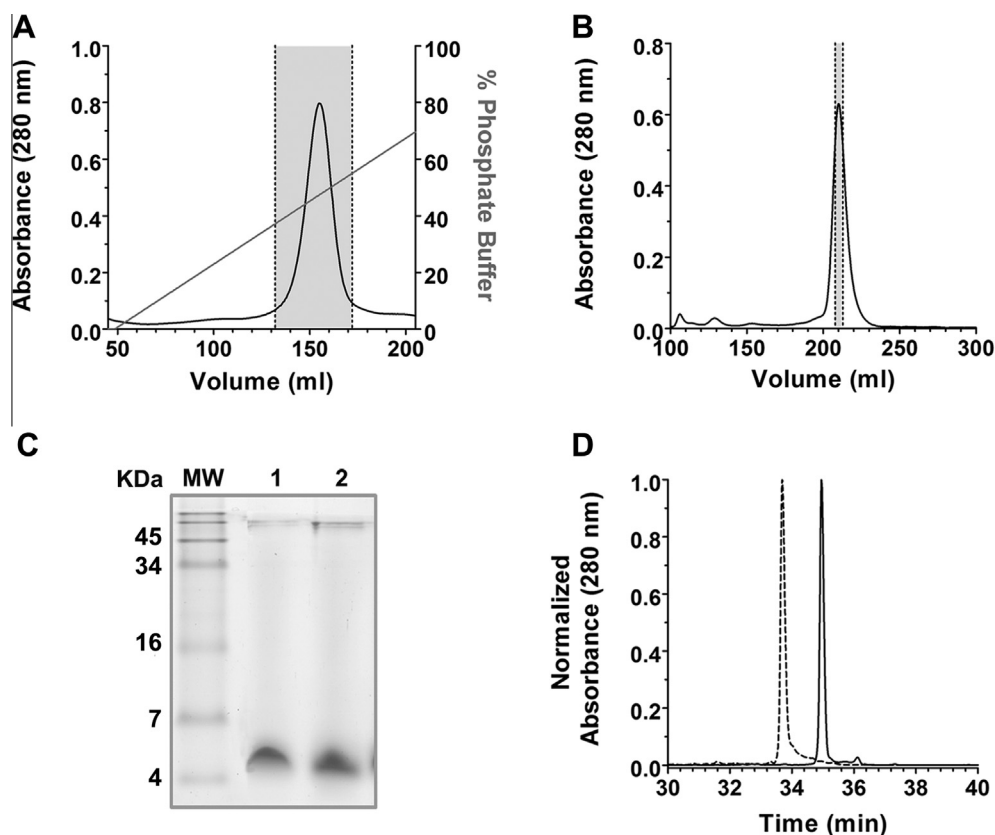 A
Absorbance (280 nm)
1.0
0.8
0.6
0.4
0.2
0.0
50 100 150 200
Volume (ml)
100
80
60
40
20
0
% Phosphate Buffer
B
Absorbance (280 nm)
0.8
0.6
0.4
0.2
0.0
100 150 200 250 300
Volume (ml)
C
KDa MW 1 2
45
34
16
7
4
D
Normalized
Absorbance (280 nm)
1.0
0.8
0.6
0.4
0.2
0.0
30 32 34 36 38 40
Time (min)